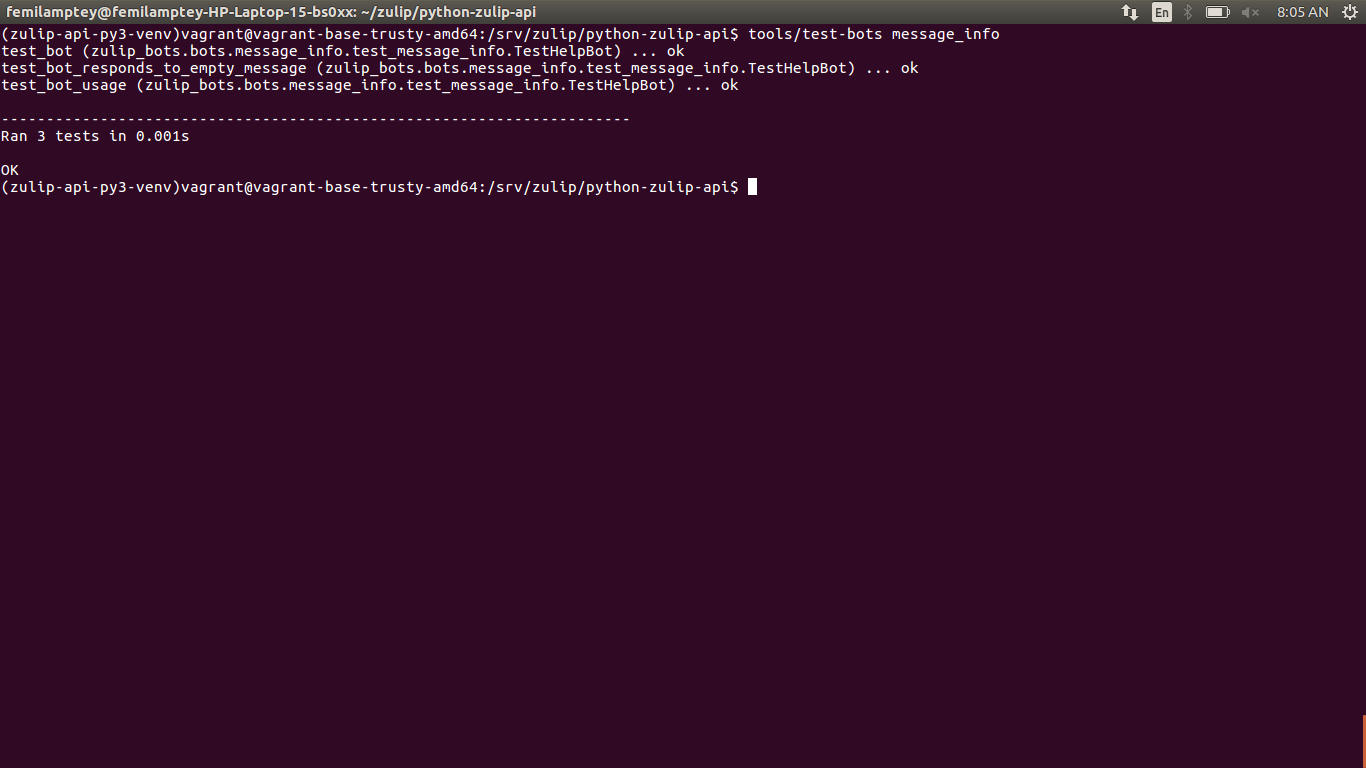 femilamptey@femilamptey-HP-Laptop-15-bs0xx: ~/zulip/python-zulip-api
En
8:05 AN
(zulip-api-py3-venv)vagrant@vagrant-base-trusty-amd64:/srv/zulip/python-zulip-api$ tools/test-bots message_info
test_bot (zulip_bots.bots.message_info.test_message_info.TestHelpBot) ... ok
test_bot_responds_to_empty_message (zulip_bots.bots.message_info.test_message_info.TestHelpBot) ... ok
test_bot_usage (zulip_bots.bots.message_info.test_message_info.TestHelpBot) ... ok
----------------------------------------------------------------------
Ran 3 tests in 0.001s
OK
(zulip-api-py3-venv)vagrant@vagrant-base-trusty-amd64:/srv/zulip/python-zulip-api$